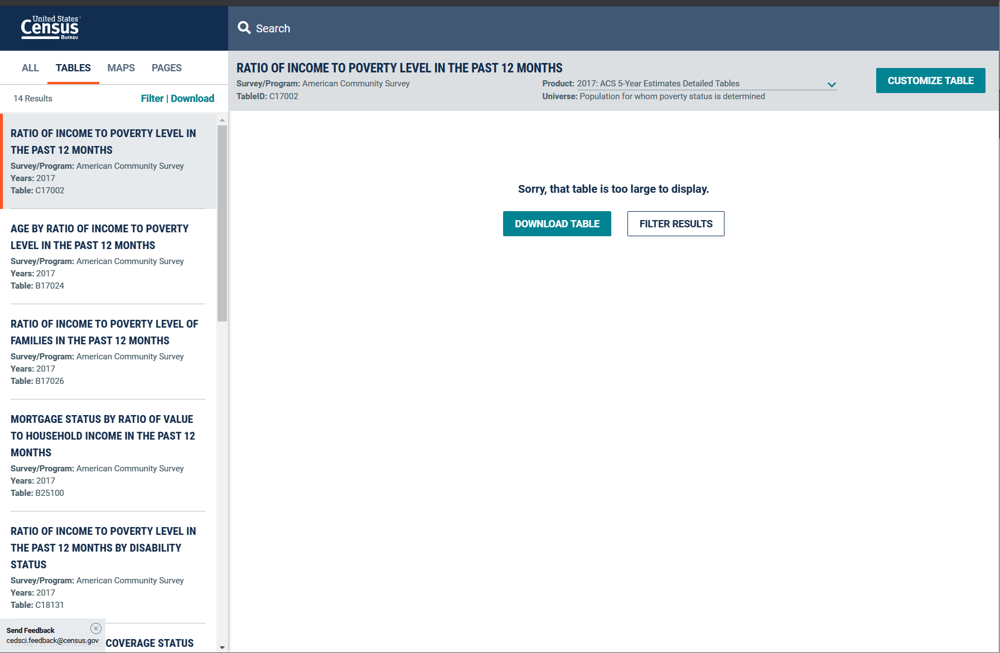 United States™
Census
Bureau
Search
ALL TABLES MAPS PAGES
14 Results Filter | Download
RATIO OF INCOME TO POVERTY LEVEL IN
THE PAST 12 MONTHS
Survey/Program: American Community Survey
Years: 2017
Table: C17002
AGE BY RATIO OF INCOME TO POVERTY
LEVEL IN THE PAST 12 MONTHS
Survey/Program: American Community Survey
Years: 2017
Table: B17024
RATIO OF INCOME TO POVERTY LEVEL OF
FAMILIES IN THE PAST 12 MONTHS
Survey/Program: American Community Survey
Years: 2017
Table: B17026
MORTGAGE STATUS BY RATIO OF VALUE
TO HOUSEHOLD INCOME IN THE PAST 12
MONTHS
Survey/Program: American Community Survey
Years: 2017
Table: B25100
RATIO OF INCOME TO POVERTY LEVEL IN
THE PAST 12 MONTHS BY DISABILITY
STATUS
Survey/Program: American Community Survey
Years: 2017
Table: C18131
COVERAGE STATUS
Send Feedback
cedsci.feedback@census.gov
RATIO OF INCOME TO POVERTY LEVEL IN THE PAST 12 MONTHS
Survey/Program: American Community Survey
TableID: C17002
Product: 2017: ACS 5-Year Estimates Detailed Tables
Universe: Population for whom poverty status is determined
CUSTOMIZE TABLE
Sorry, that table is too large to display.
DOWNLOAD TABLE FILTER RESULTS